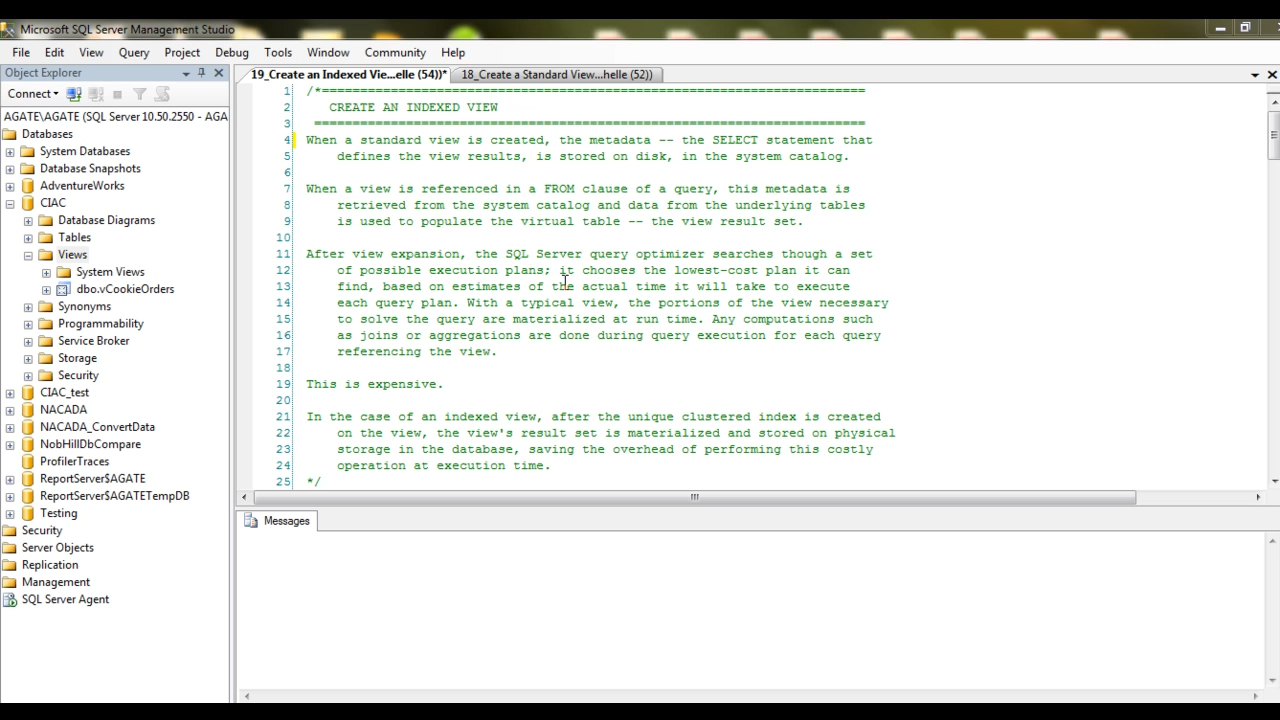 Microsoft SQL Server Management Studio
File Edit View Query Project Debug Tools Window Community Help
Object Explorer
19_Create an Indexed Vie...elle (54))* 18_Create a Standard View...helle (52))
Connect
AGATE\AGATE (SQL Server 10.50.2550 - AGA
Databases
System Databases
Database Snapshots
AdventureWorks
CIAC
Database Diagrams
Tables
Views
System Views
dbo.vCookieOrders
Synonyms
Programmability
Service Broker
Storage
Security
CIAC_test
NACADA
NACADA_ConvertData
NobHillDbCompare
ProfilerTraces
ReportServer$AGATE
ReportServer$AGATETempDB
Testing
Security
Server Objects
Replication
Management
SQL Server Agent
1 /*=======================================================================
2 CREATE AN INDEXED VIEW
3 ========================================================================
4 When a standard view is created, the metadata -- the SELECT statement that
5 defines the view results, is stored on disk, in the system catalog.
6
7 When a view is referenced in a FROM clause of a query, this metadata is
8 retrieved from the system catalog and data from the underlying tables
9 is used to populate the virtual table -- the view result set.
10
11 After view expansion, the SQL Server query optimizer searches though a set
12 of possible execution plans; it chooses the lowest-cost plan it can
13 find, based on estimates of the actual time it will take to execute
14 each query plan. With a typical view, the portions of the view necessary
15 to solve the query are materialized at run time. Any computations such
16 as joins or aggregations are done during query execution for each query
17 referencing the view.
18
19 This is expensive.
20
21 In the case of an indexed view, after the unique clustered index is created
22 on the view, the view's result set is materialized and stored on physical
23 storage in the database, saving the overhead of performing this costly
24 operation at execution time.
25 */
Messages